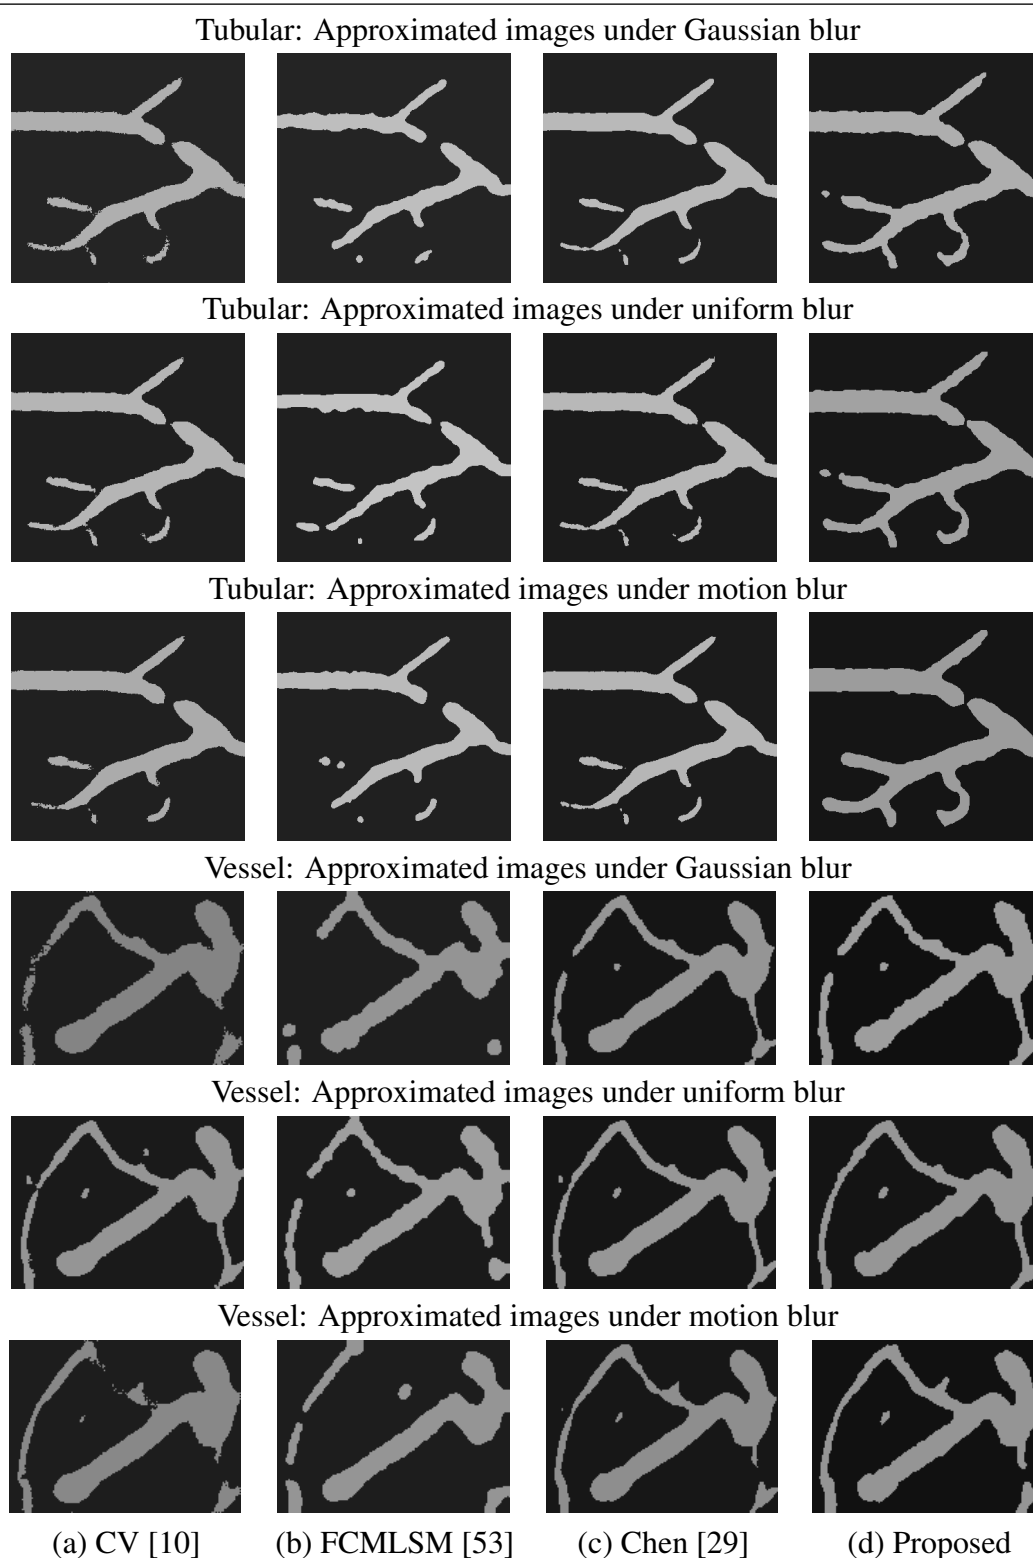 Tubular: Approximated images under Gaussian blur
Tubular: Approximated images under uniform blur
Tubular: Approximated images under motion blur
Vessel: Approximated images under Gaussian blur
Vessel: Approximated images under uniform blur
Vessel: Approximated images under motion blur
(a) CV [10] (b) FCMLSM [53] (c) Chen [29] (d) Proposed